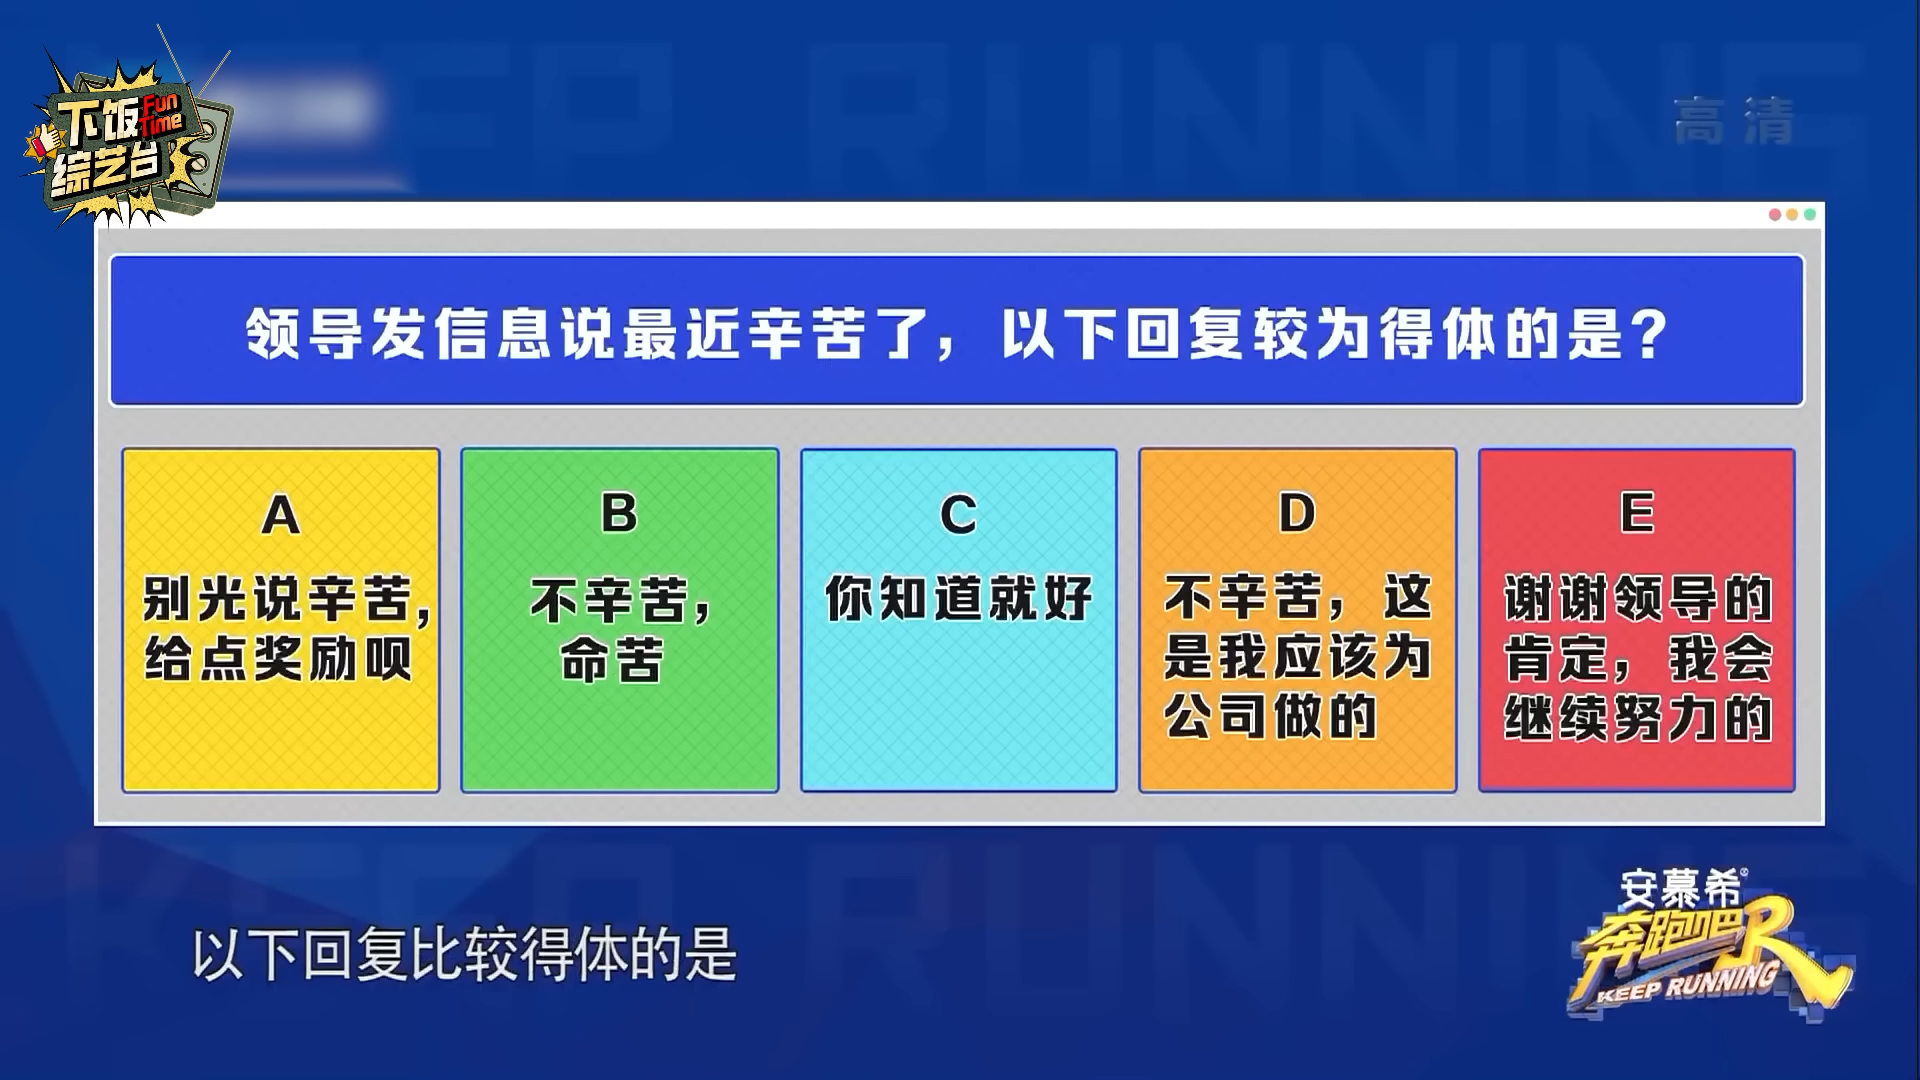 下饭 Fun
综艺台 Time
高清
领导发信息说最近辛苦了，以下回复较为得体的是？
A
别光说辛苦，
给点奖励呗
B
不辛苦，
命苦
C
你知道就好
D
不辛苦，这
是我应该为
公司做的
E
谢谢领导的
肯定，我会
继续努力的
以下回复比较得体的是
安慕希®
奔跑吧R
KEEP RUNNING
KEEP RUNNING
KEEP RUNNING